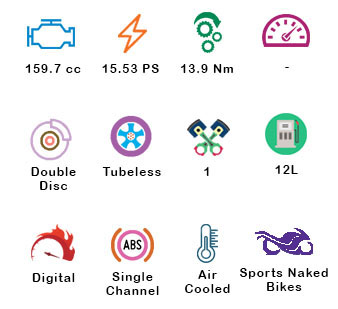 159.7 cc 15.53 PS 13.9 Nm -
Double Disc Tubeless 1 12L
Digital ABS Single Channel Air Cooled Sports Naked Bikes